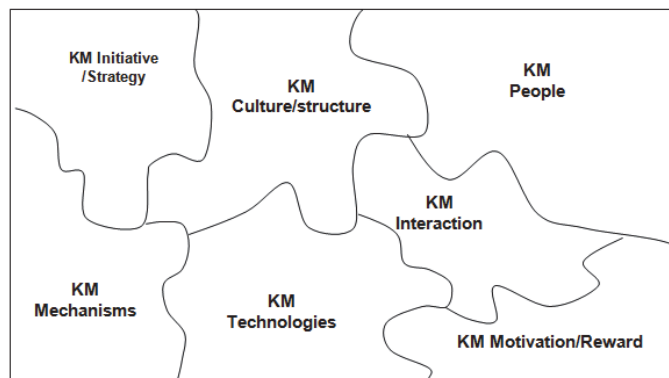 KM Initiative
/Strategy
KM
Culture/structure
KM
People
KM
Interaction
KM
Mechanisms
KM
Technologies
KM Motivation/Reward